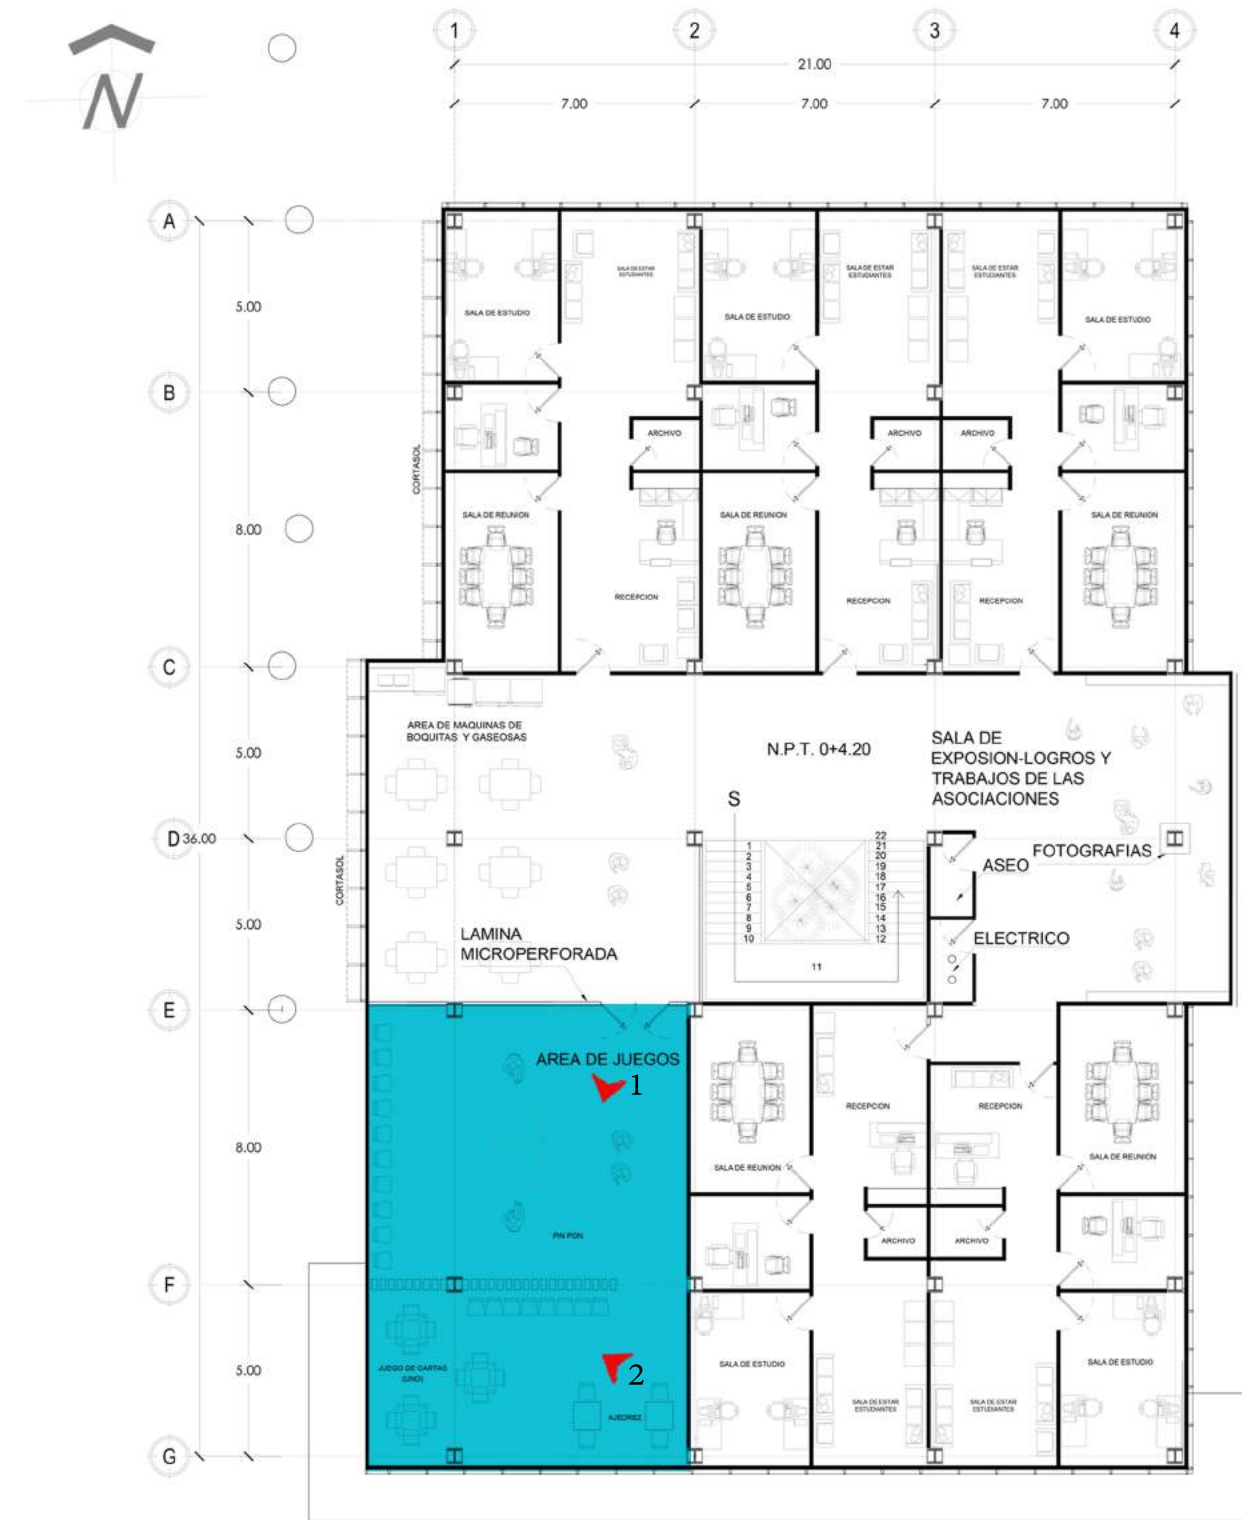 N
1
2
3
4
21.00
7.00
7.00
7.00
A
5.00
B
8.00
C
5.00
D
36.00
5.00
E
8.00
F
5.00
G
SALA DE ESTAR
ESTUDIANTES
SALA DE ESTAR
ESTUDIANTES
SALA DE ESTAR
ESTUDIANTES
SALA DE ESTUDIO
SALA DE ESTUDIO
SALA DE ESTUDIO
ARCHIVO
ARCHIVO
ARCHIVO
CORTASOL
SALA DE REUNION
SALA DE REUNION
SALA DE REUNION
RECEPCION
RECEPCION
RECEPCION
AREA DE MAQUINAS DE
BOQUITAS Y GASEOSAS
N.P.T. 0+4.20
SALA DE
EXPOSION-LOGROS Y
TRABAJOS DE LAS
ASOCIACIONES
S
1
2
3
4
5
6
7
8
9
10
11
22
21
20
19
18
17
16
15
14
13
12
ASEO
FOTOGRAFIAS
CORTASOL
LAMINA
MICROPERFORADA
ELECTRICO
AREA DE JUEGOS
1
RECEPCION
RECEPCION
SALA DE REUNION
SALA DE REUNION
PIN PON
ARCHIVO
ARCHIVO
JUEGO DE CARTAS
(UNO)
2
AJEDREZ
SALA DE ESTUDIO
SALA DE ESTUDIO
SALA DE ESTAR
ESTUDIANTES
SALA DE ESTAR
ESTUDIANTES